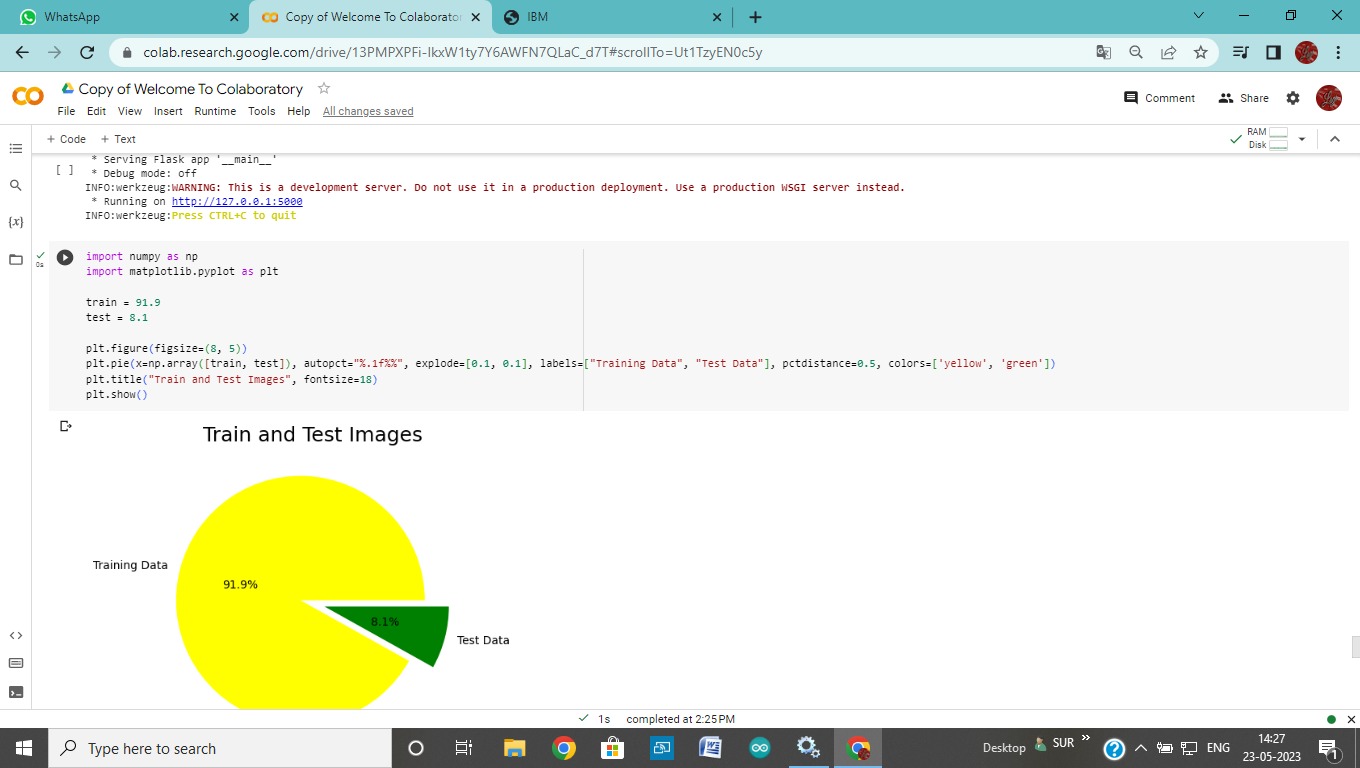 WhatsApp
Copy of Welcome To Colaborator
IBM
colab.research.google.com/drive/13PMPXPFi-lkxW1ty7Y6AWFN7QLaC_d7T#scrollTo=Ut1TzyEN0c5y
Copy of Welcome To Colaboratory
File Edit View Insert Runtime Tools Help All changes saved
Comment Share
+ Code + Text
RAM
Disk
* Serving Flask app '__main__'
[ ] * Debug mode: off
INFO:werkzeug:WARNING: This is a development server. Do not use it in a production deployment. Use a production WSGI server instead.
* Running on http://127.0.0.1:5000
INFO:werkzeug:Press CTRL+C to quit
{x}
0s
import numpy as np
import matplotlib.pyplot as plt
train = 91.9
test = 8.1
plt.figure(figsize=(8, 5))
plt.pie(x=np.array([train, test]), autopct="%.1f%%", explode=[0.1, 0.1], labels=["Training Data", "Test Data"], pctdistance=0.5, colors=['yellow', 'green'])
plt.title("Train and Test Images", fontsize=18)
plt.show()
Train and Test Images
Training Data
91.9%
8.1%
Test Data
1s completed at 2:25 PM
Type here to search
Desktop
SUR
ENG
14:27
23-05-2023
1